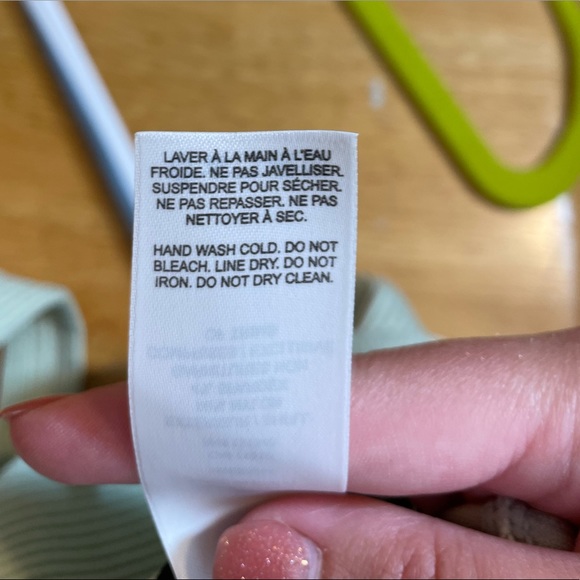 LAVER À LA MAIN À L'EAU
FROIDE. NE PAS JAVELLISER.
SUSPENDRE POUR SÉCHER.
NE PAS REPASSER. NE PAS
NETTOYER À SEC.
HAND WASH COLD. DO NOT
BLEACH. LINE DRY. DO NOT
IRON. DO NOT DRY CLEAN.